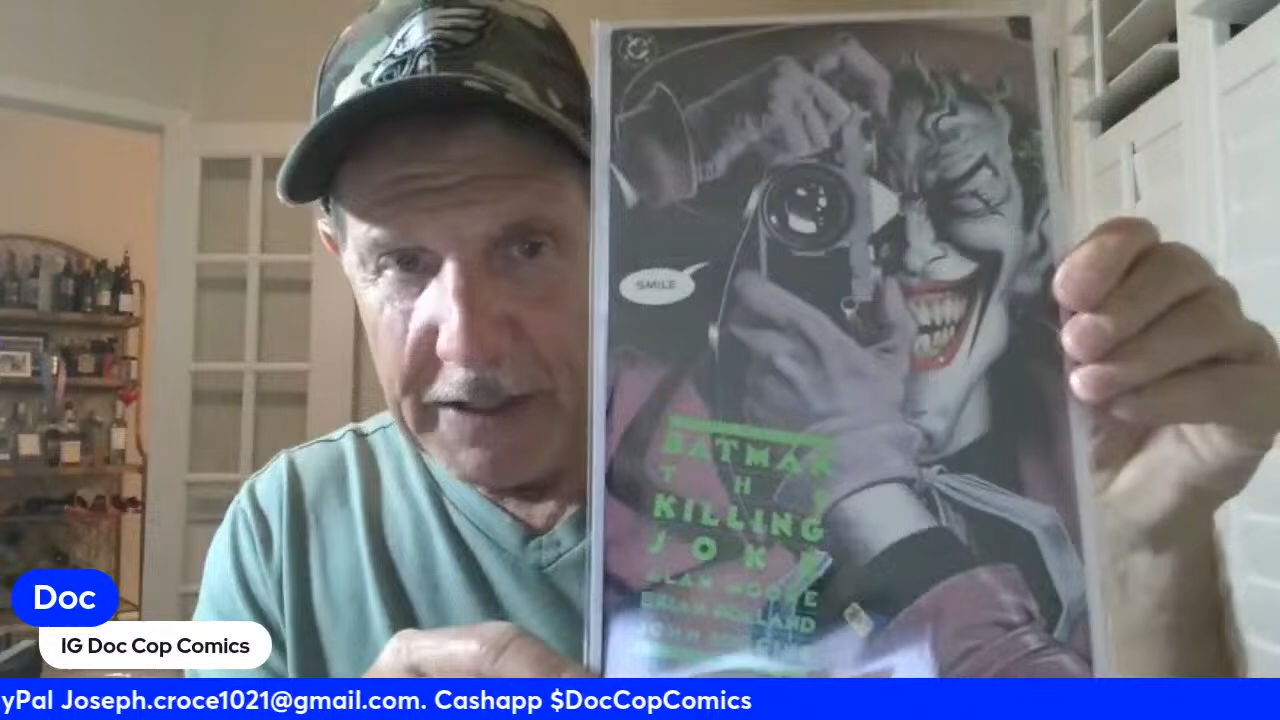 SMILE
BATMAN
THE
KILLING
JOKE
ALAN MOORE
BRIAN BOLLAND
JOHN
Doc
IG Doc Cop Comics
yPal Joseph.croce1021@gmail.com. Cashapp $DocCopComics